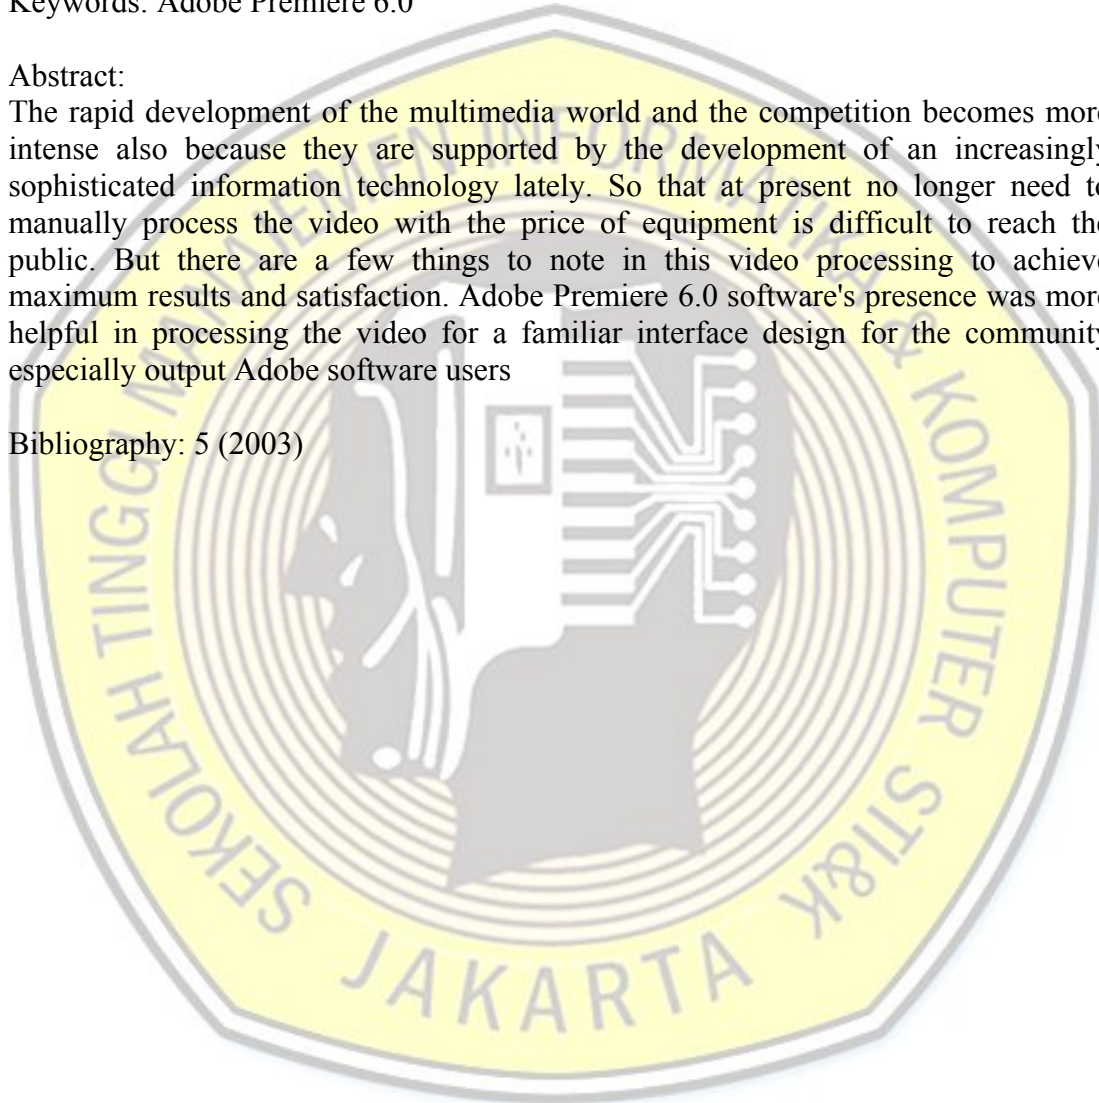 Keywords: Adobe Premiere 6.0
Abstract:
The rapid development of the multimedia world and the competition becomes more
intense also because they are supported by the development of an increasingly
sophisticated information technology lately. So that at present no longer need to
manually process the video with the price of equipment is difficult to reach the
public. But there are a few things to note in this video processing to achieve
maximum results and satisfaction. Adobe Premiere 6.0 software's presence was more
helpful in processing the video for a familiar interface design for the community
especially output Adobe software users
Bibliography: 5 (2003)
SEKOLAH TINGGI MANAJEMEN INFORMATIKA & KOMPUTER STI&K
JAKARTA